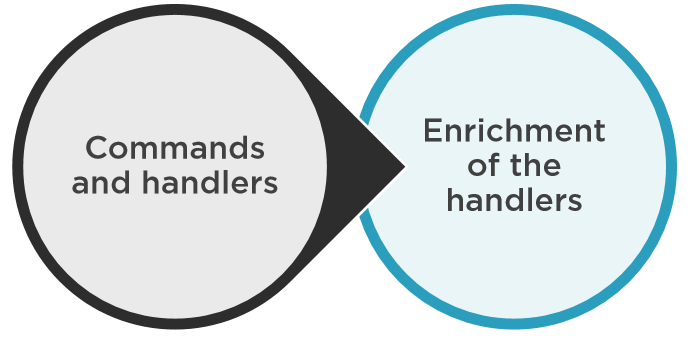 Commands
and handlers
Enrichment
of the
handlers